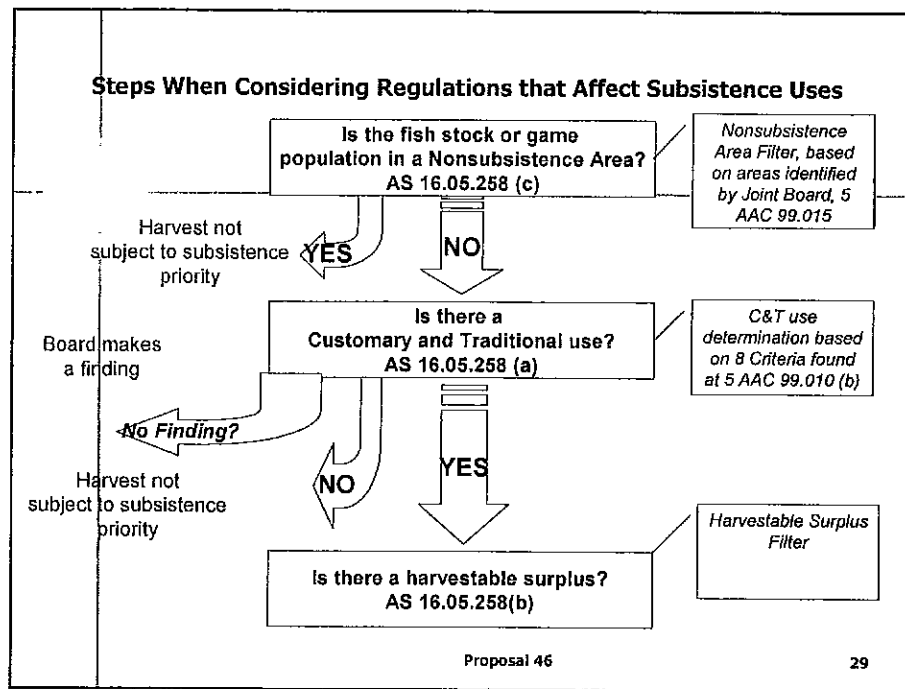 Steps When Considering Regulations that Affect Subsistence Uses
Is the fish stock or game
population in a Nonsubsistence Area?
AS 16.05.258 (c)
Nonsubsistence
Area Filter, based
on areas identified
by Joint Board, 5
AAC 99.015
Harvest not
subject to subsistence
priority
YES
NO
Is there a
Customary and Traditional use?
AS 16.05.258 (a)
C&T use
determination based
on 8 Criteria found
at 5 AAC 99.010 (b)
Board makes
a finding
No Finding?
Harvest not
subject to subsistence
priority
NO
YES
Is there a harvestable surplus?
AS 16.05.258(b)
Harvestable Surplus
Filter
Proposal 46
29